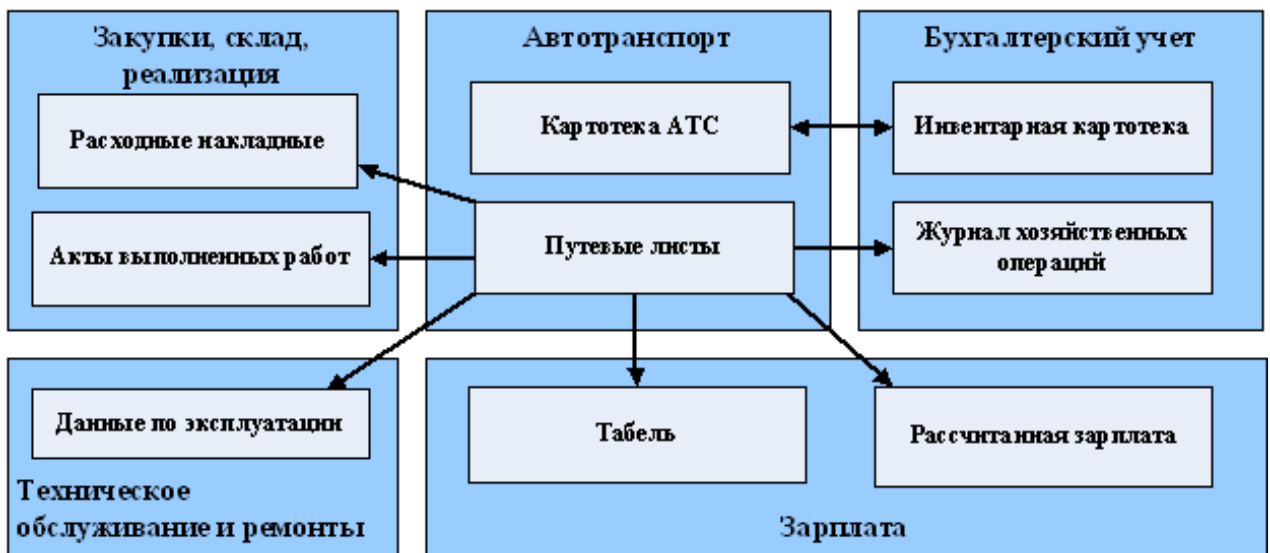 Закупки, склад,
реализация
Расходные накладные
Акты выполненных работ
Автотранспорт
Картотека АТС
Путевые листы
Бухгалтерский учет
Инвентарная картотека
Журнал хозяйственных
операций
Данные по эксплуатации
Техническое
обслуживание и ремонты
Табель
Рассчитанная зарплата
Зарплата